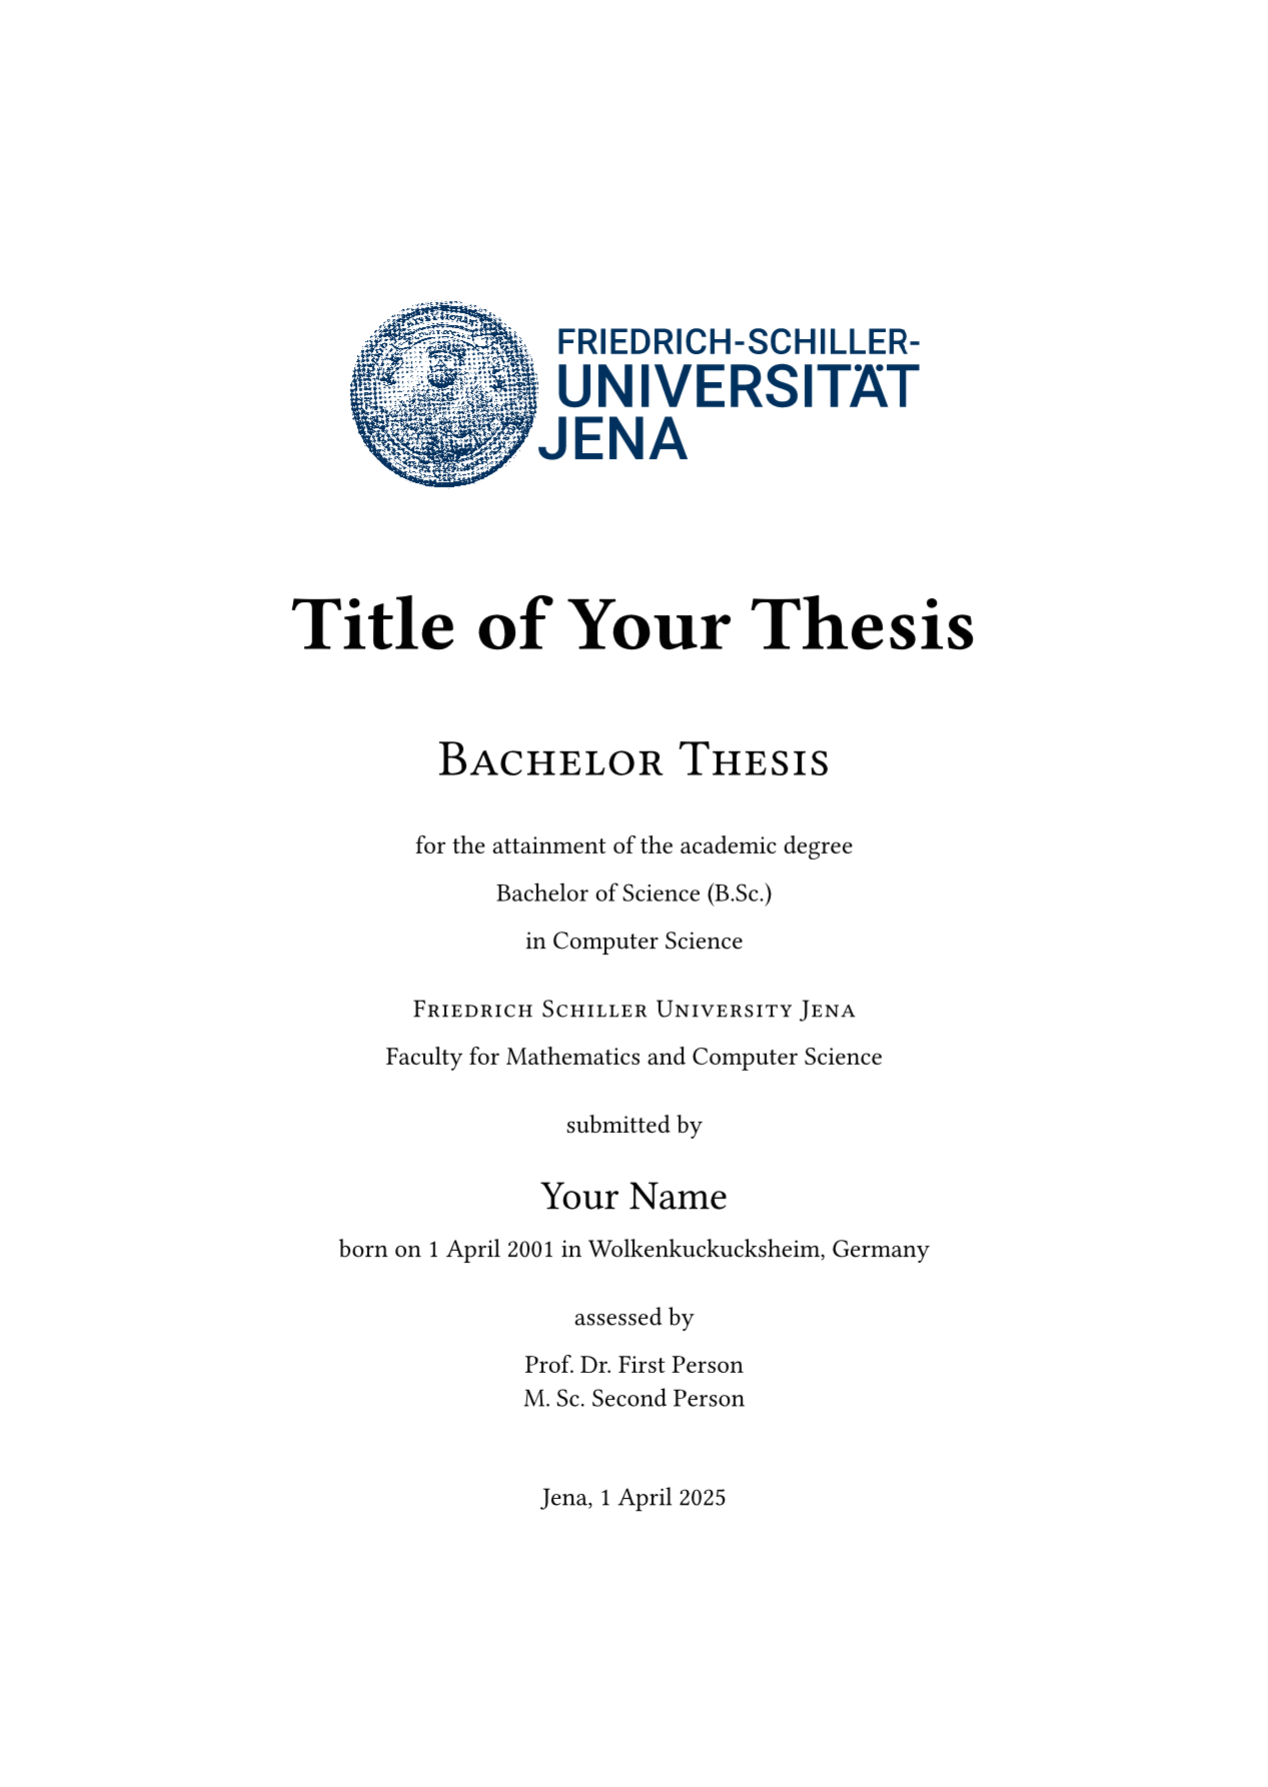 FRIEDRICH-SCHILLER-
UNIVERSITÄT
JENA
Title of Your Thesis
Bachelor Thesis
for the attainment of the academic degree
Bachelor of Science (B.Sc.)
in Computer Science
Friedrich Schiller University Jena
Faculty for Mathematics and Computer Science
submitted by
Your Name
born on 1 April 2001 in Wolkenkuckucksheim, Germany
assessed by
Prof. Dr. First Person
M. Sc. Second Person
Jena, 1 April 2025